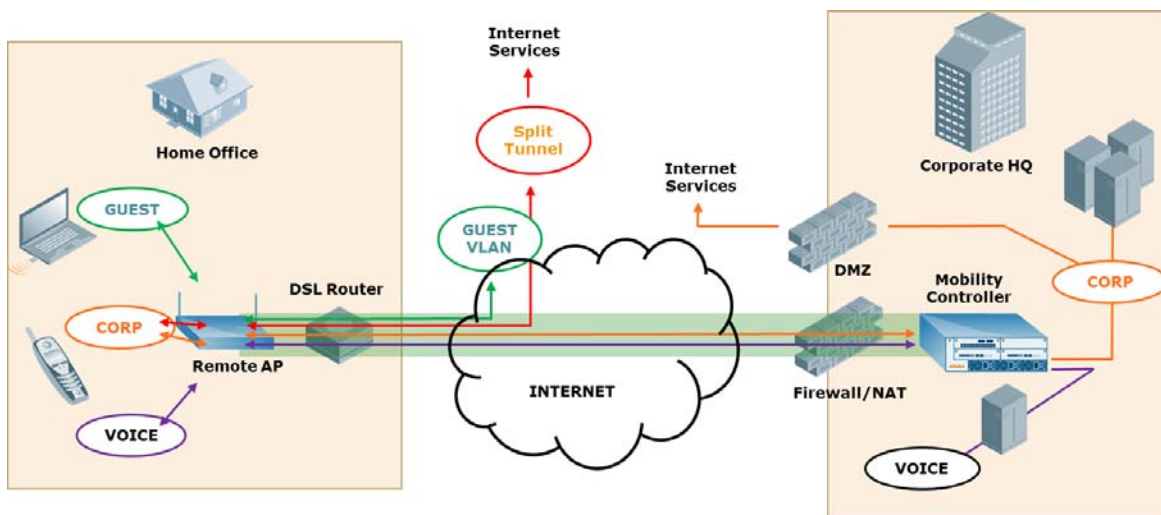 Internet
Services
Home Office
Split
Tunnel
Internet
Services
Corporate HQ
GUEST
GUEST
VLAN
DMZ
CORP
DSL Router
Mobility
Controller
CORP
Remote AP
INTERNET
Firewall/NAT
VOICE
VOICE